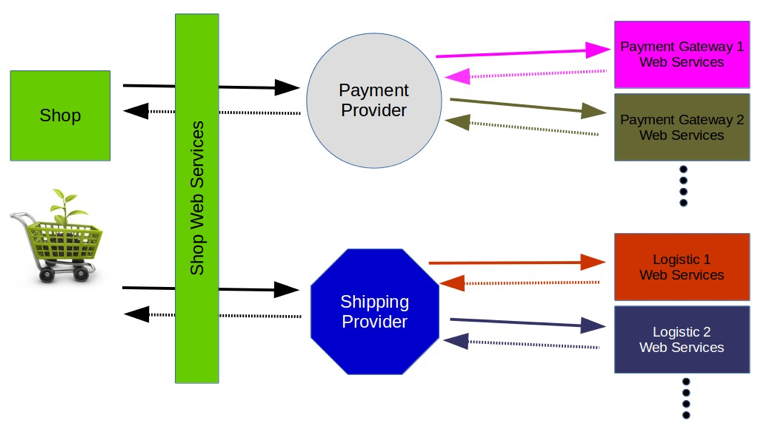 Shop
Shop Web Services
Payment
Provider
Payment Gateway 1
Web Services
Payment Gateway 2
Web Services
Shipping
Provider
Logistic 1
Web Services
Logistic 2
Web Services